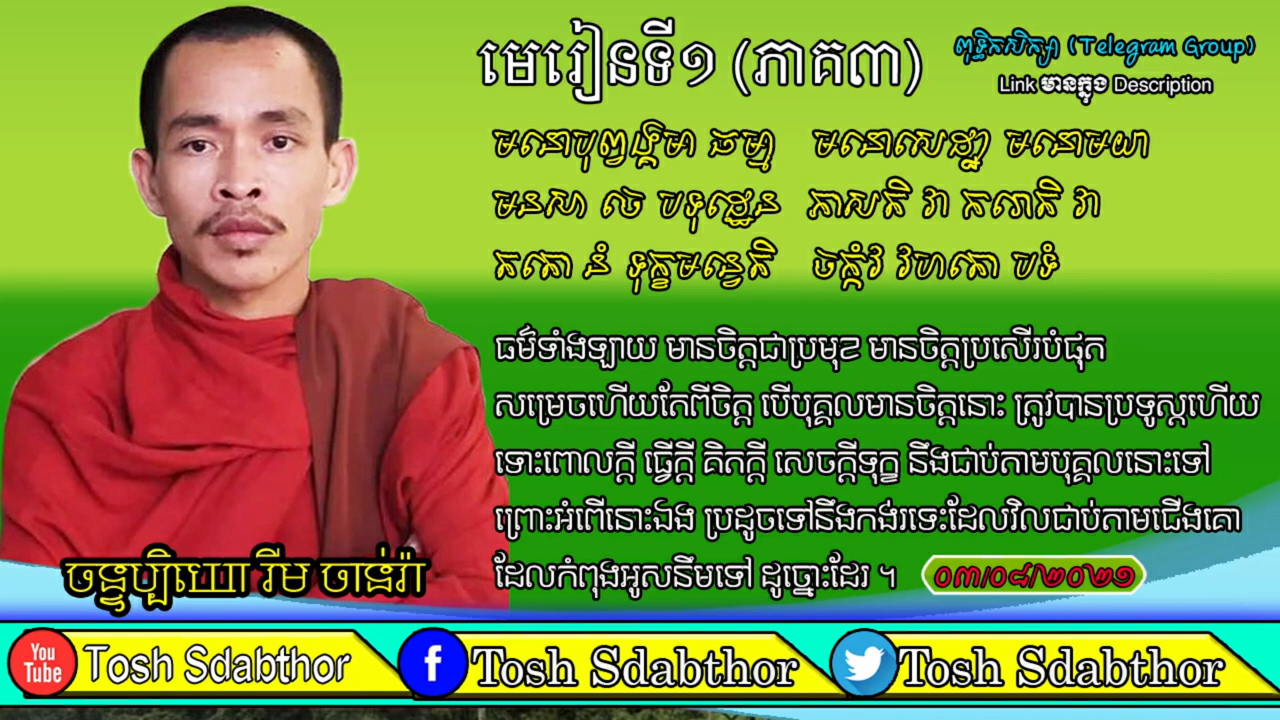 មេរៀនទី១ (ភាគ៣)
ពុទ្ធិកសិក្សា (Telegram Group)
Link មានក្នុង Description
មនោបុព្វង្គមា ធម្មា មនោសេដ្ឋា មនោមយា
មនសា ចេ បទុដ្ឋេន ភាសតិ វា ករោតិ វា
តតោ នំ ទុក្ខមន្វេតិ ចក្កំវ វហតោ បទំ
ធម៌ទាំងឡាយ មានចិត្តជាប្រមុខ មានចិត្តប្រសើរបំផុត
សម្រេចហើយតែពីចិត្ត បើបុគ្គលមានចិត្តនោះ ត្រូវបានប្រទូស្តហើយ
ទោះពោលក្តី ធ្វើក្តី គិតក្តី សេចក្តីទុក្ខ នឹងជាប់តាមបុគ្គលនោះទៅ
ព្រោះអំពើនោះឯង ប្រដូចទៅនឹងកង់រទេះដែលវិលជាប់តាមជើងគោ
ដែលកំពុងអូសនឹមទៅ ដូច្នោះដែរ ។
០៣/០៨/២០២១
ចន្ទប្បិយោ រឹម ចាន់រ៉ា
You Tube Tosh Sdabthor
f Tosh Sdabthor
Tosh Sdabthor